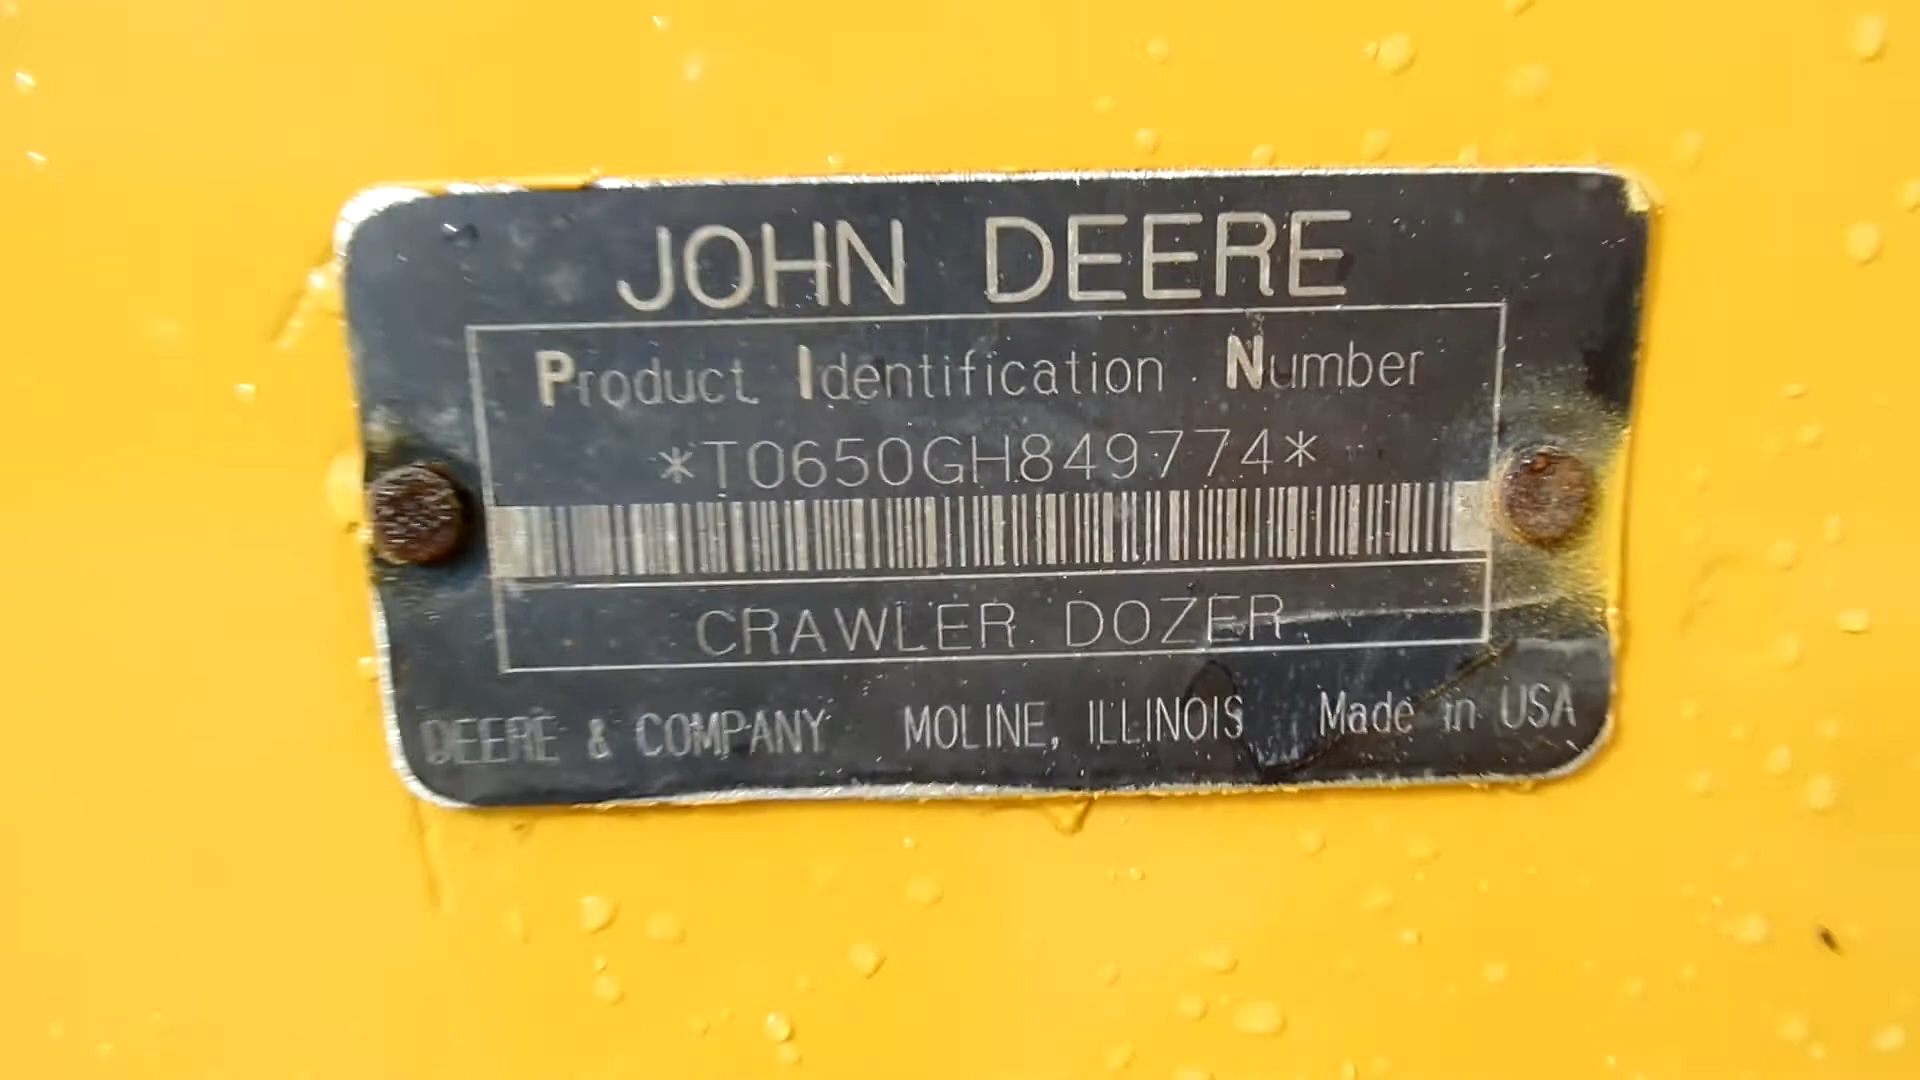 JOHN DEERE
Product Identification Number
*T0650GH849774*
CRAWLER DOZER
DEERE & COMPANY MOLINE, ILLINOIS Made in USA